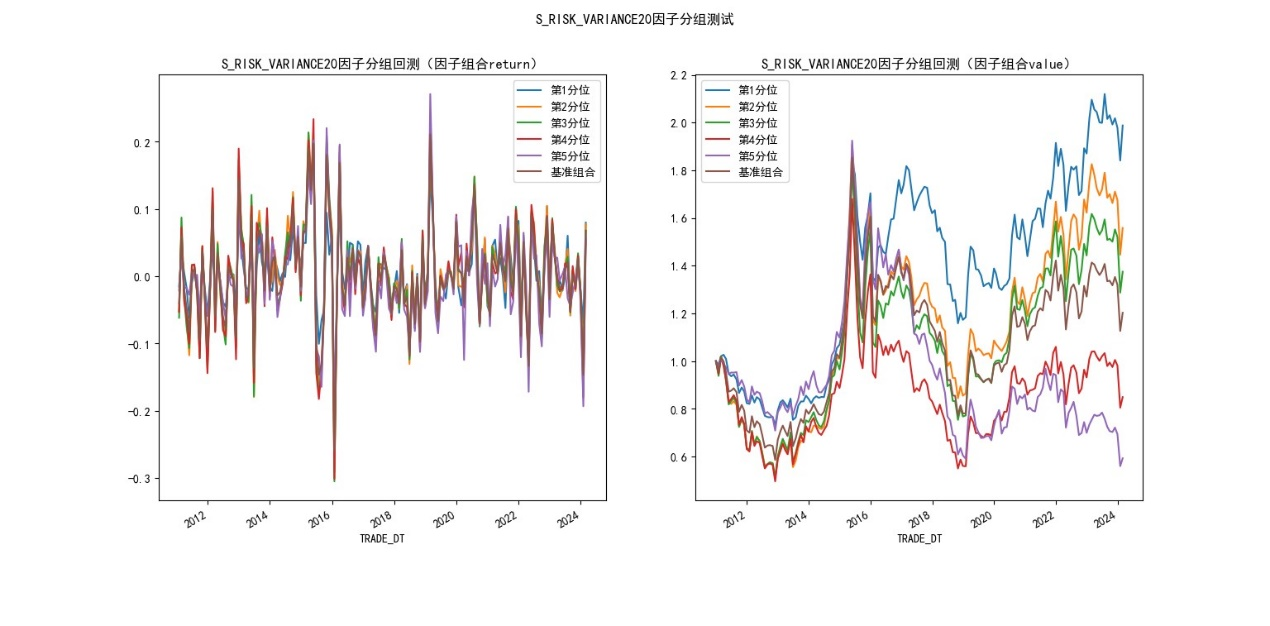 S_RISK_VARIANCE20因子分组测试
S_RISK_VARIANCE20因子分组回测（因子组合return）
第1分位
第2分位
第3分位
第4分位
第5分位
基准组合
0.2
0.1
0.0
-0.1
-0.2
-0.3
2012
2014
2016
2018
2020
2022
2024
TRADE_DT
S_RISK_VARIANCE20因子分组回测（因子组合value）
第1分位
第2分位
第3分位
第4分位
第5分位
基准组合
2.2
2.0
1.8
1.6
1.4
1.2
1.0
0.8
0.6
2012
2014
2016
2018
2020
2022
2024
TRADE_DT